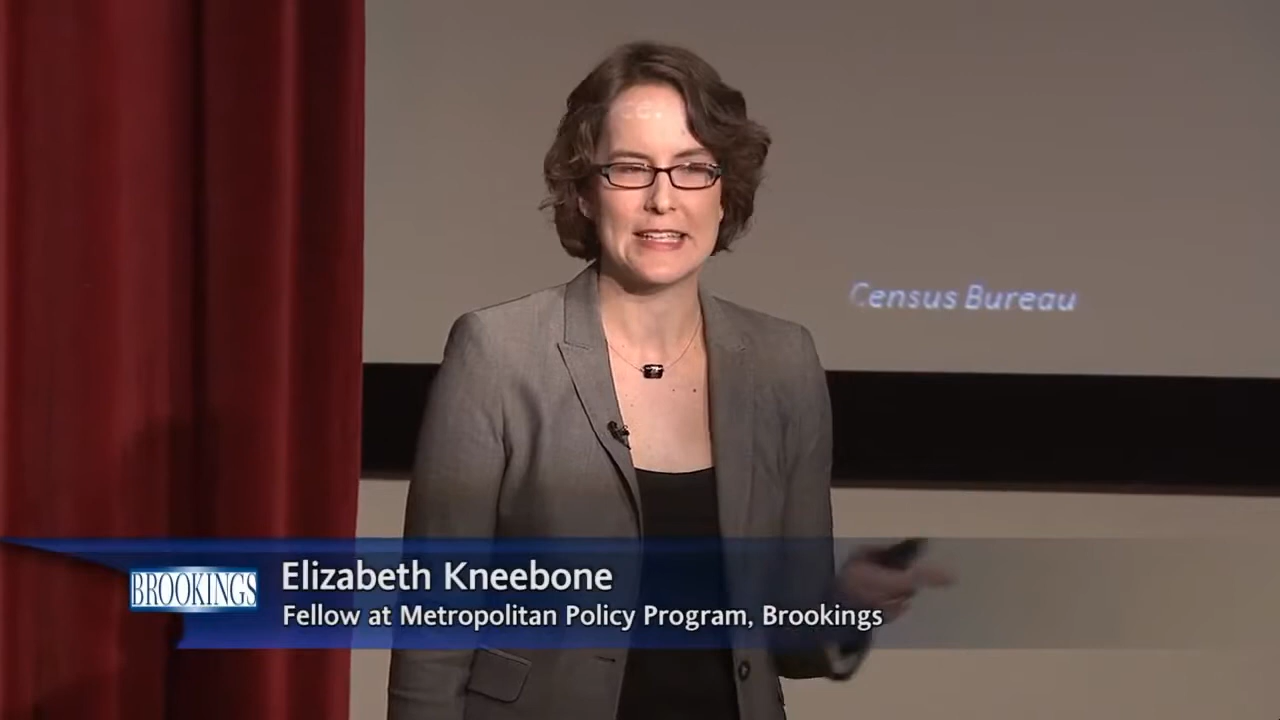 Census Bureau
BROOKINGS
Elizabeth Kneebone
Fellow at Metropolitan Policy Program, Brookings